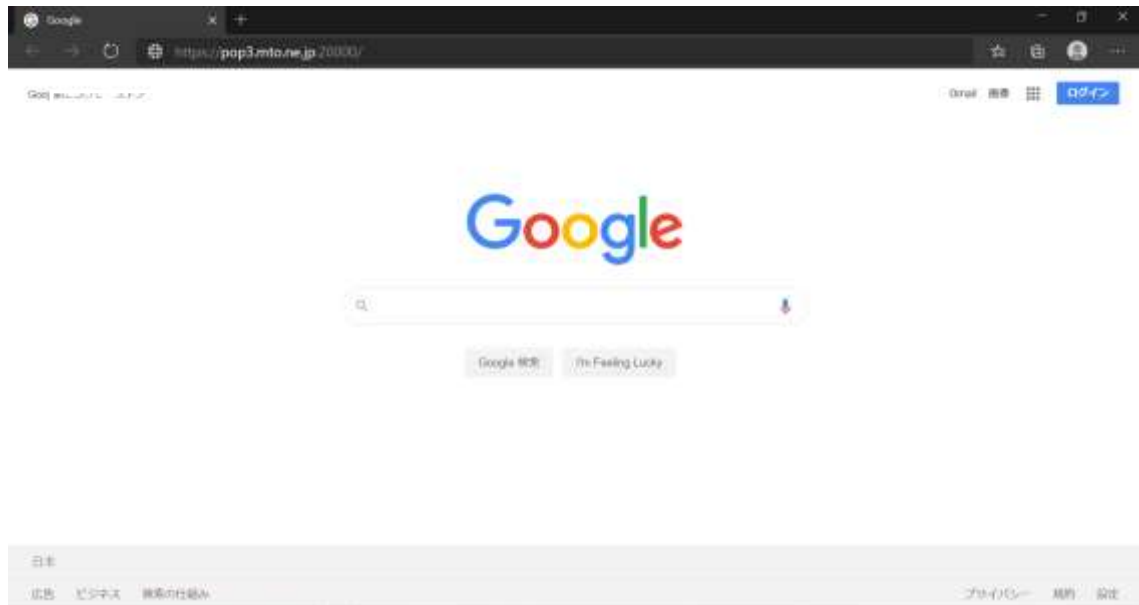 Google
https://pop3.mto.ne.jp:20000/
Gmail 画像 ログイン
Google
Google 検索 I'm Feeling Lucky
日本
広告 ビジネス 検索の仕組み プライバシー 規約 設定